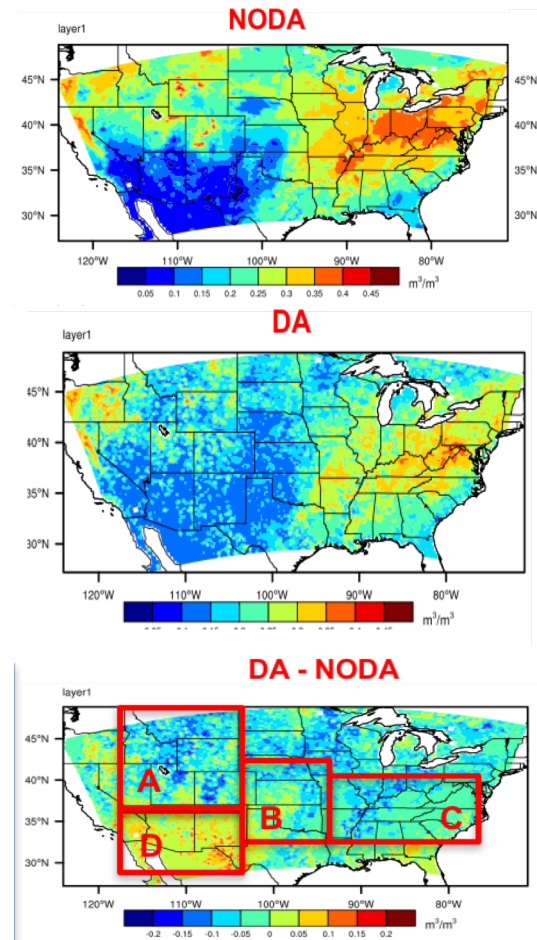 NODA
layer1
45°N 45°N
40°N 40°N
35°N 35°N
30°N 30°N
120°W 110°W 100°W 90°W 80°W
0.05 0.1 0.15 0.2 0.25 0.3 0.35 0.4 0.45 m³/m³
DA
layer1
45°N
40°N
35°N
30°N
120°W 110°W 100°W 90°W 80°W
m³/m³
DA - NODA
layer1
45°N
A
40°N
B C
35°N
D
30°N
120°W 110°W 100°W 90°W 80°W
-0.2 -0.15 -0.1 -0.05 0 0.05 0.1 0.15 0.2 m³/m³